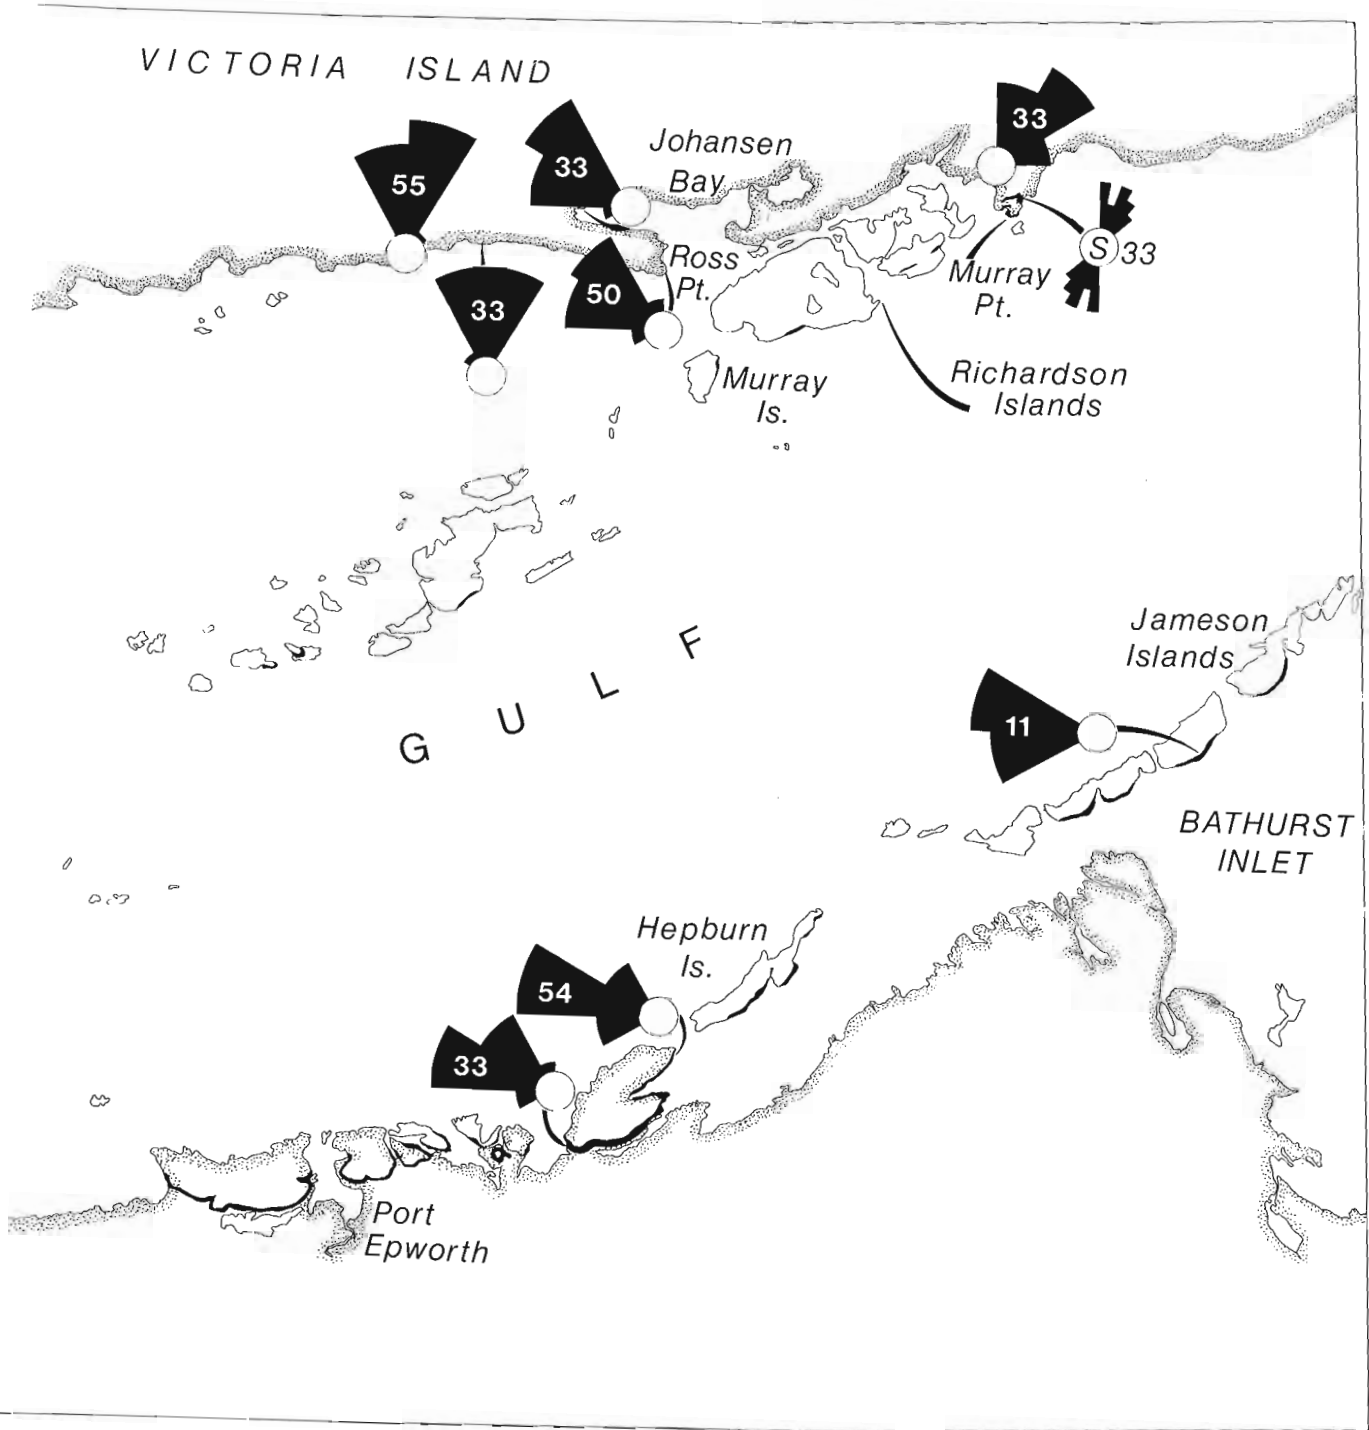 VICTORIA ISLAND
33
55
33
Johansen
Bay
33
50
Ross
Pt.
S 33
Murray
Pt.
Murray
Is.
Richardson
Islands
GULF
Jameson
Islands
11
BATHURST
INLET
Hepburn
Is.
54
33
Port
Epworth